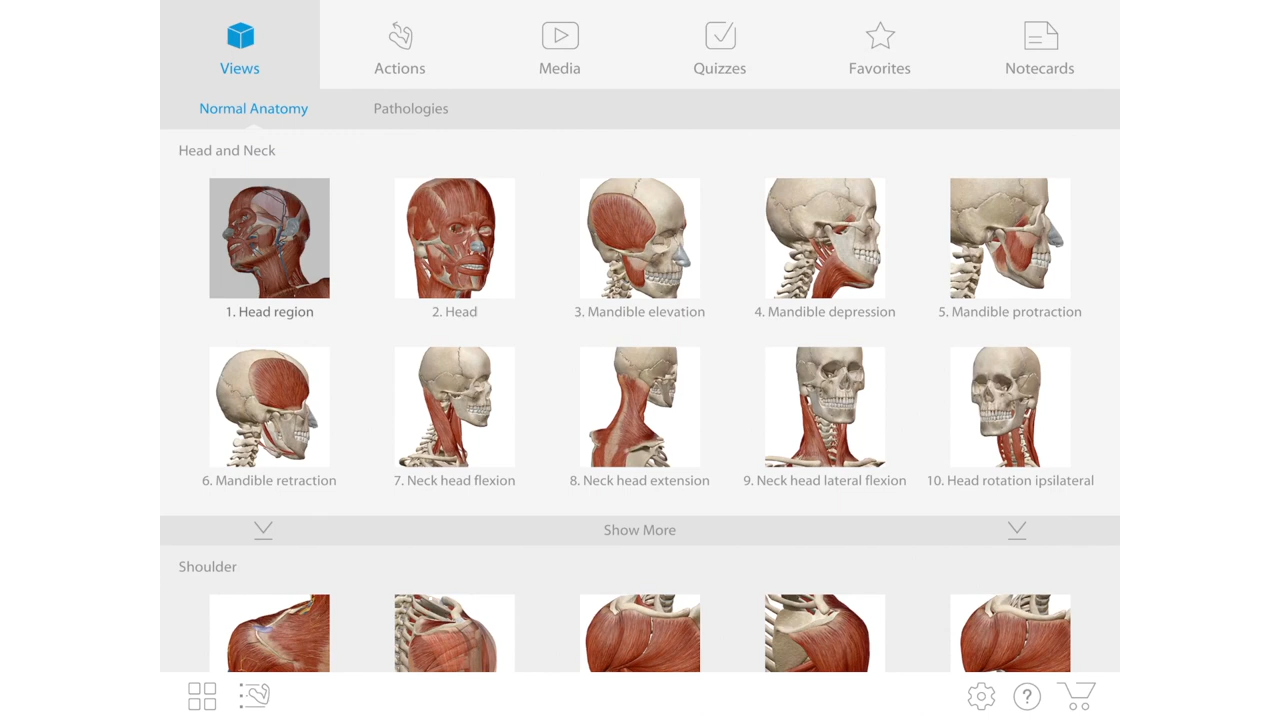 Views
Actions
Media
Quizzes
Favorites
Notecards
Normal Anatomy
Pathologies
Head and Neck
1. Head region
2. Head
3. Mandible elevation
4. Mandible depression
5. Mandible protraction
6. Mandible retraction
7. Neck head flexion
8. Neck head extension
9. Neck head lateral flexion
10. Head rotation ipsilateral
Show More
Shoulder
?